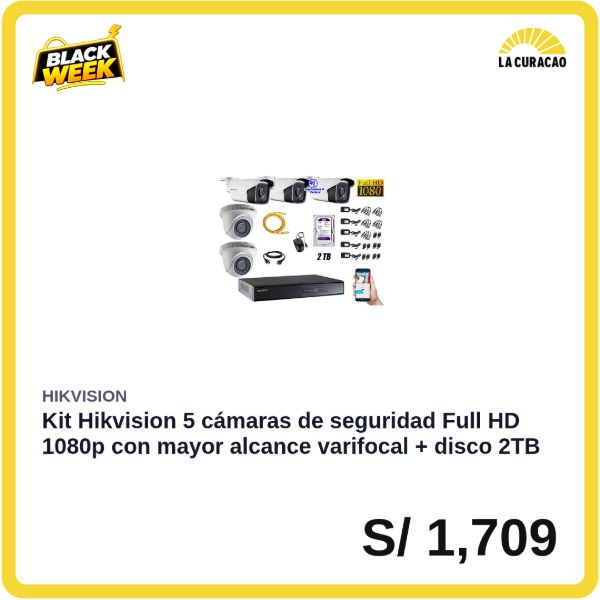 BLACK
WEEK
LA CURACAO
Full HD
1080
2 TB
HIKVISION
Kit Hikvision 5 cámaras de seguridad Full HD
1080p con mayor alcance varifocal + disco 2TB
S/ 1,709